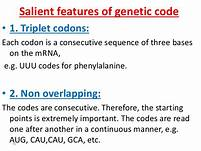 Salient features of genetic code
• 1. Triplet codons:
Each codon is a consecutive sequence of three bases
on the mRNA,
e.g. UUU codes for phenylalanine.
• 2. Non overlapping:
The codes are consecutive. Therefore, the starting
points is extremely important. The codes are read
one after another in a continuous manner, e.g.
AUG, CAU,CAU, GCA, etc.